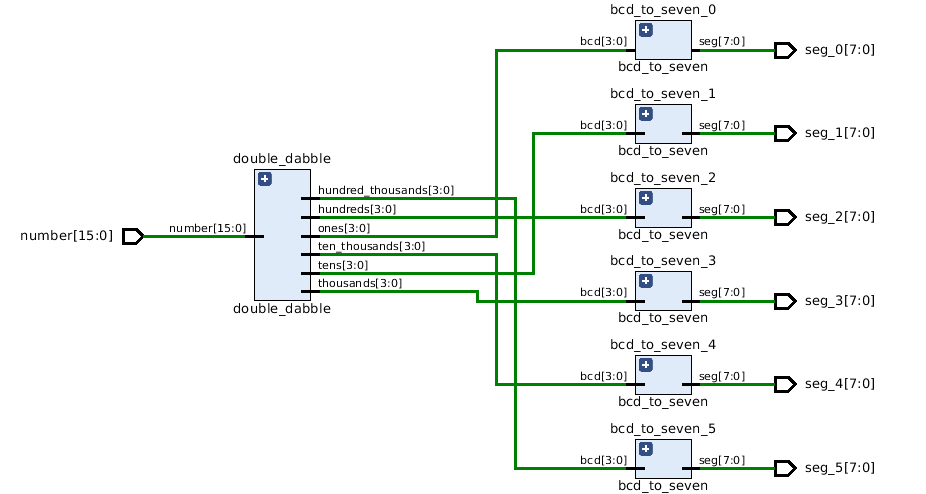 bcd_to_seven_0
bcd[3:0]
seg[7:0]
seg_0[7:0]
bcd_to_seven
bcd_to_seven_1
bcd[3:0]
seg[7:0]
seg_1[7:0]
bcd_to_seven
double_dabble
bcd_to_seven_2
hundred_thousands[3:0]
hundreds[3:0]
bcd[3:0]
seg[7:0]
seg_2[7:0]
number[15:0]
number[15:0]
ones[3:0]
bcd_to_seven
ten_thousands[3:0]
tens[3:0]
thousands[3:0]
double_dabble
bcd_to_seven_3
bcd[3:0]
seg[7:0]
seg_3[7:0]
bcd_to_seven
bcd_to_seven_4
bcd[3:0]
seg[7:0]
seg_4[7:0]
bcd_to_seven
bcd_to_seven_5
bcd[3:0]
seg[7:0]
seg_5[7:0]
bcd_to_seven